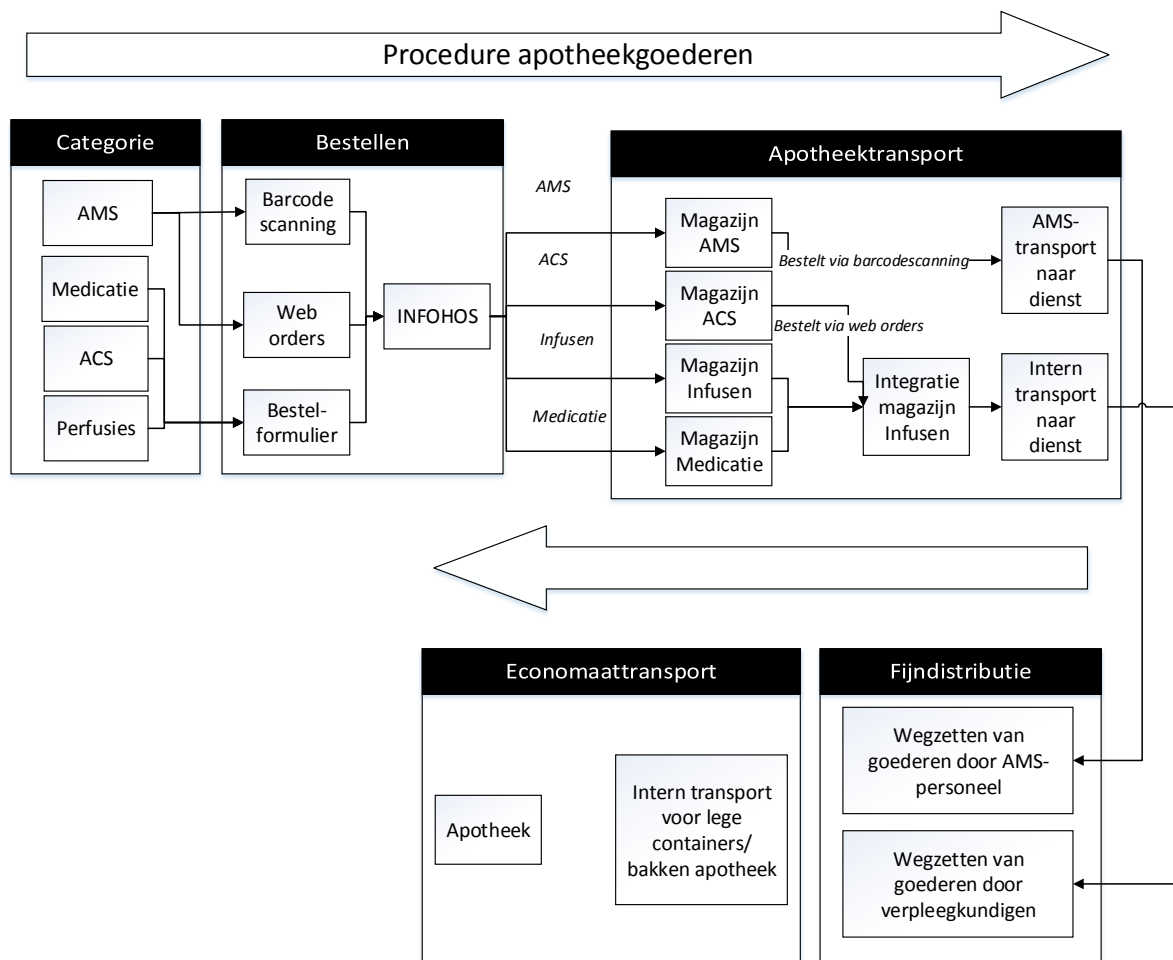 Procedure apotheekgoederen
Categorie
AMS
Medicatie
ACS
Perfusies
Bestellen
Barcode
scanning
Web
orders
Bestel-
formulier
INFOHOS
AMS
ACS
Infusen
Medicatie
Apotheektransport
Magazijn
AMS
Magazijn
ACS
Magazijn
Infusen
Magazijn
Medicatie
Bestelt via barcodescanning
Bestelt via web orders
Integratie
magazijn
Infusen
AMS-
transport
naar
dienst
Intern
transport
naar
dienst
Economaattransport
Apotheek
Intern transport
voor lege
containers/
bakken apotheek
Fijndistributie
Wegzetten van
goederen door AMS-
personeel
Wegzetten van
goederen door
verpleegkundigen